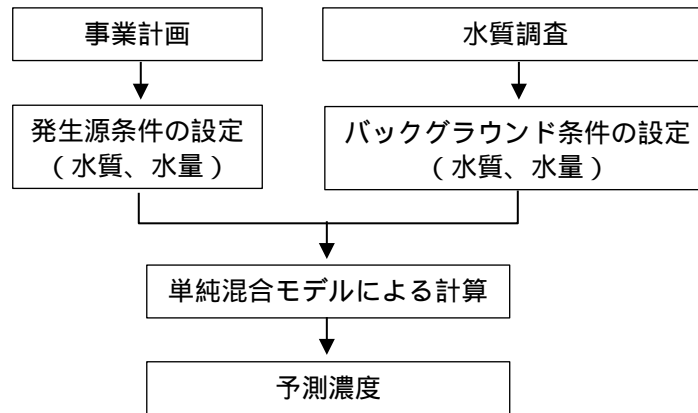 事業計画
水質調査
発生源条件の設定
（水質、水量）
バックグラウンド条件の設定
（水質、水量）
単純混合モデルによる計算
予測濃度